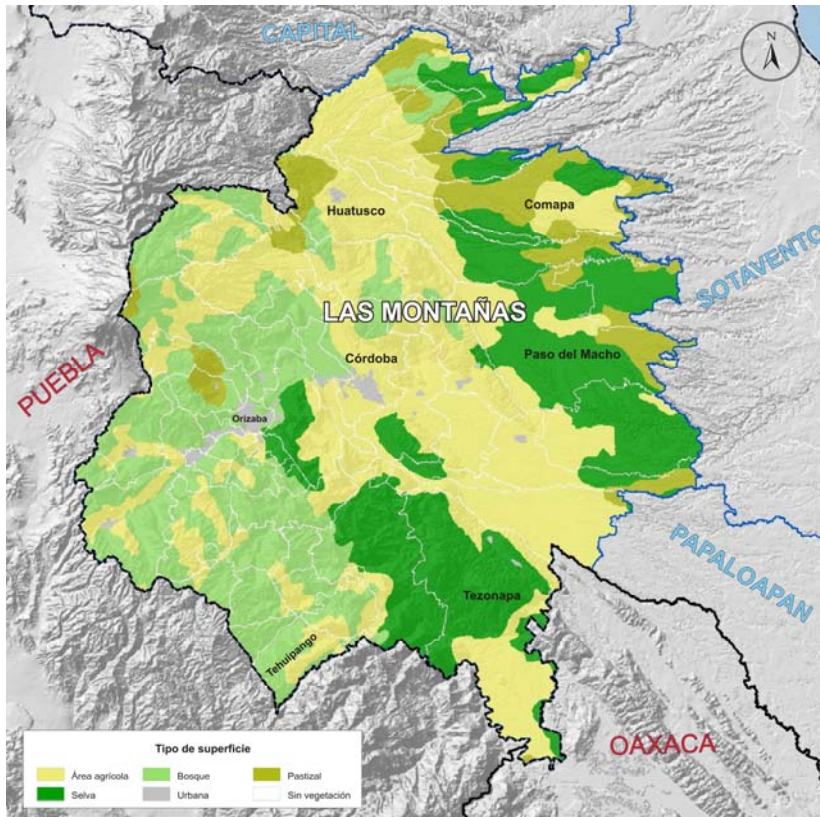 CAPITAL
N
Huatusco
Comapa
SOTAVENTO
LAS MONTAÑAS
Córdoba
Paso del Macho
PUEBLA
Orizaba
PAPALOAPAN
Tezonapa
Tehuipango
OAXACA
Tipo de superficie
Área agrícola
Bosque
Pastizal
Selva
Urbana
Sin vegetación